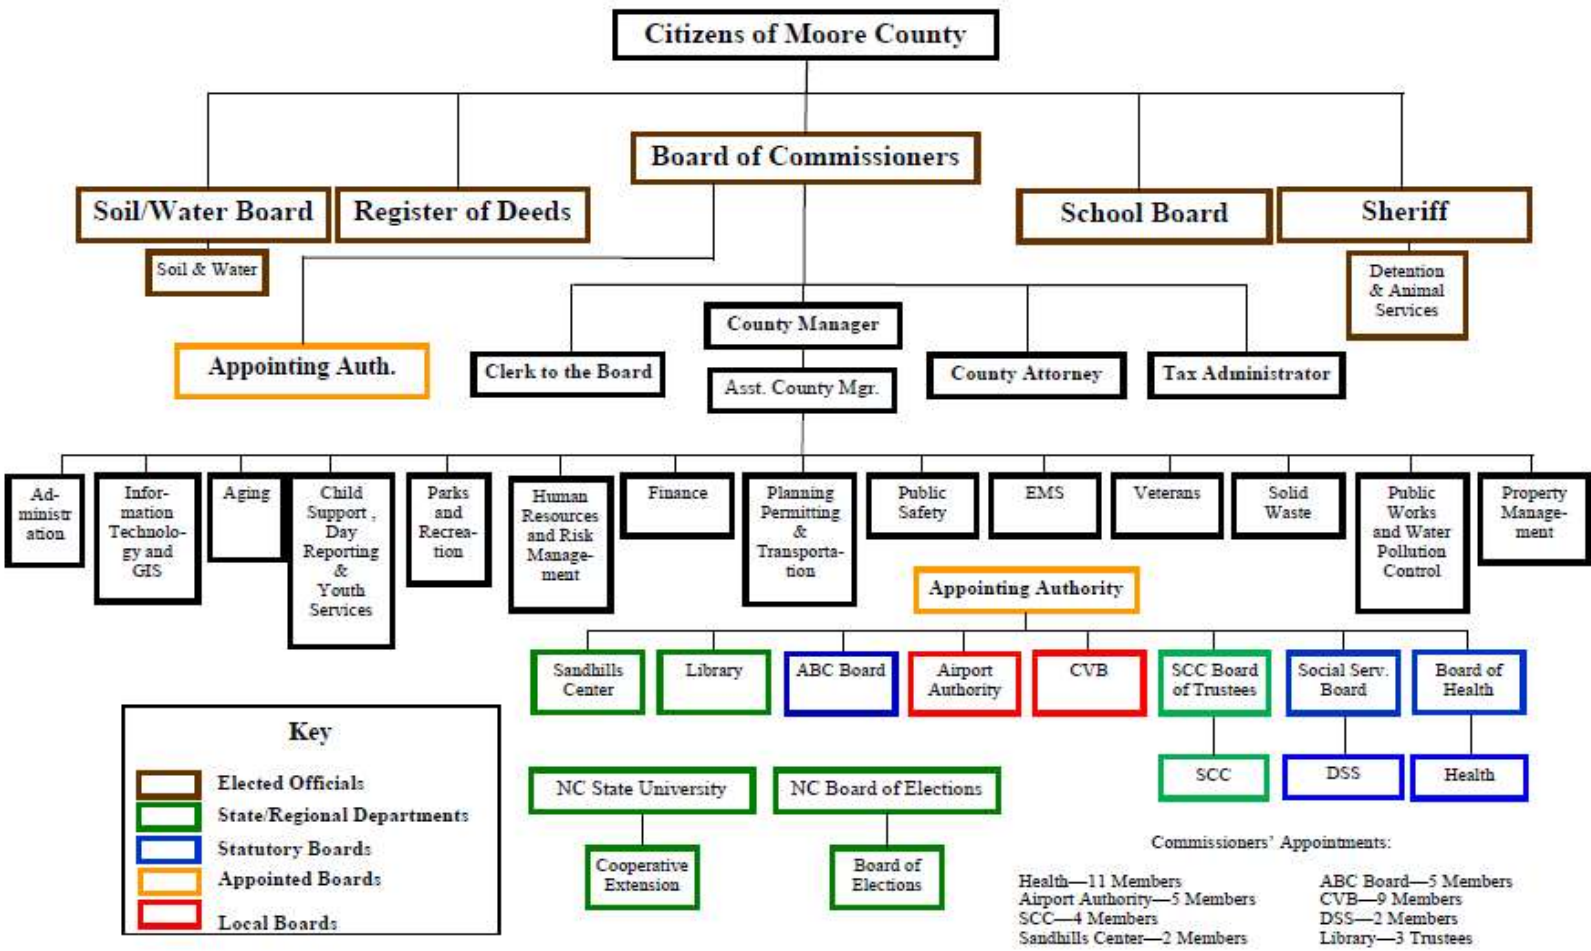 Citizens of Moore County
Board of Commissioners
Soil/Water Board
Register of Deeds
School Board
Sheriff
Soil & Water
Detention
& Animal
Services
County Manager
Appointing Auth.
Clerk to the Board
Asst. County Mgr.
County Attorney
Tax Administrator
Ad-
ministr
ation
Infor-
mation
Technolo-
gy and
GIS
Aging
Child
Support ,
Day
Reporting
&
Youth
Services
Parks
and
Recrea-
tion
Human
Resources
and Risk
Manage-
ment
Finance
Planning
Permitting
&
Transporta-
tion
Public
Safety
EMS
Veterans
Solid
Waste
Public
Works
and Water
Pollution
Control
Property
Manage-
ment
Appointing Authority
Sandhills
Center
Library
ABC Board
Airport
Authority
CVB
SCC Board
of Trustees
Social Serv.
Board
Board of
Health
SCC
DSS
Health
NC State University
NC Board of Elections
Cooperative
Extension
Board of
Elections
Key
Elected Officials
State/Regional Departments
Statutory Boards
Appointed Boards
Local Boards
Commissioners' Appointments:
Health—11 Members
Airport Authority—5 Members
SCC—4 Members
Sandhills Center—2 Members
ABC Board—5 Members
CVB—9 Members
DSS—2 Members
Library—3 Trustees